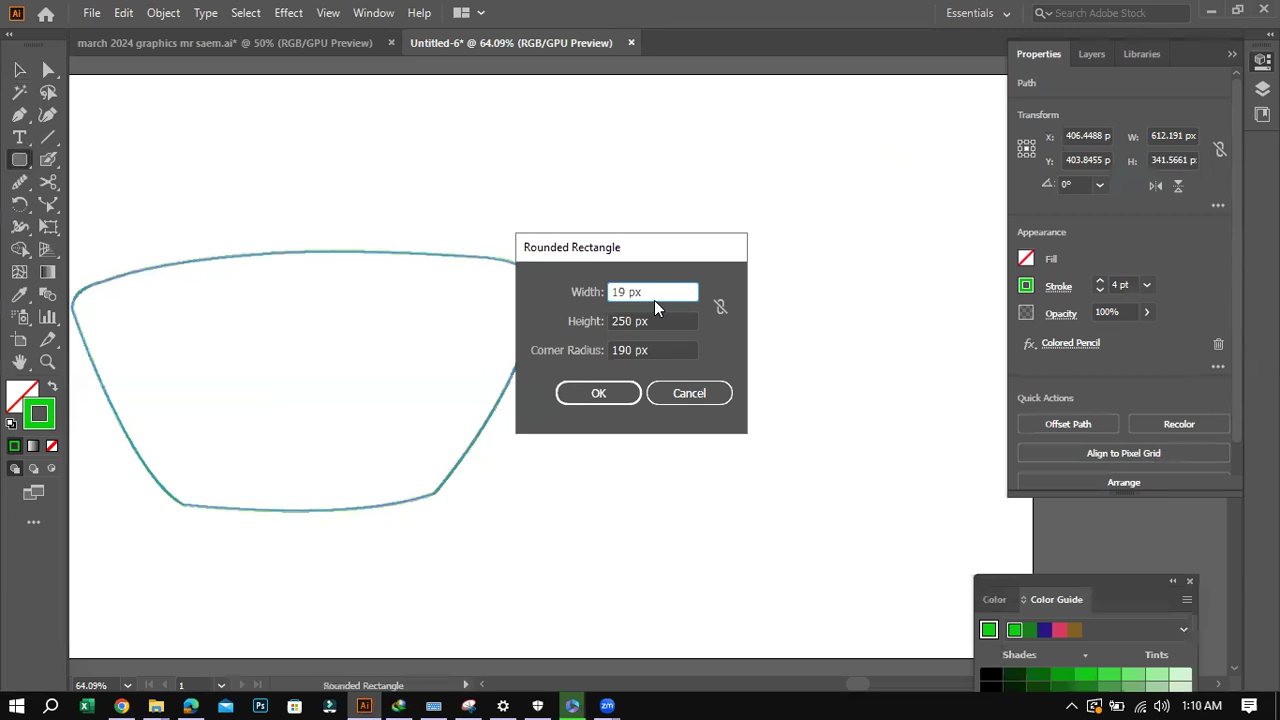 Ai File Edit Object Type Select Effect View Window Help Essentials Search Adobe Stock
march 2024 graphics mr saem.ai* @ 50% (RGB/GPU Preview) × Untitled-6* @ 64.09% (RGB/GPU Preview) ×
Properties Layers Libraries
Path
Transform
X: 406.4488 p W: 612.191 px
Y: 403.8455 p H: 341.5661 p
0°
Appearance
Fill
Stroke 4 pt
Opacity 100%
fx Colored Pencil
Quick Actions
Offset Path Recolor
Align to Pixel Grid
Arrange
Rounded Rectangle
Width: 19 px
Height: 250 px
Corner Radius: 190 px
OK Cancel
Color Color Guide
Shades Tints
64.09% 1 Rounded Rectangle
Ps Ai zm 1:10 AM